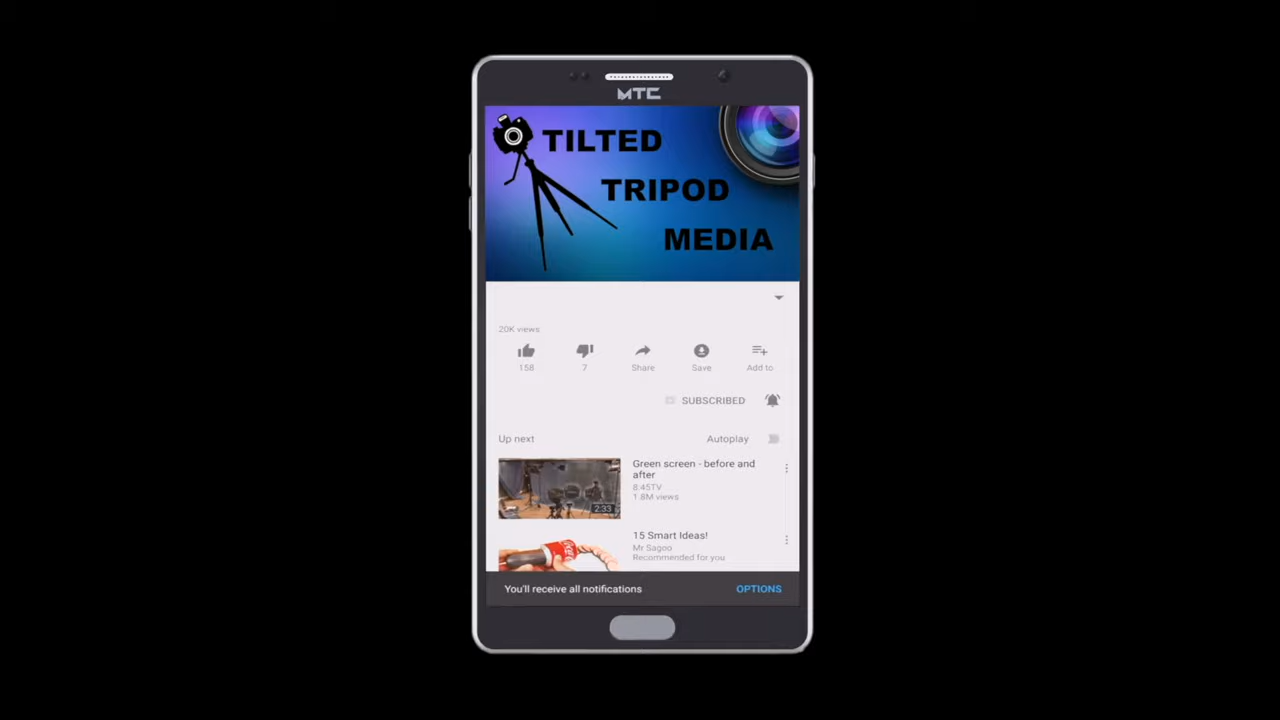 MTC
TILTED
TRIPOD
MEDIA
20K views
158
7
Share
Save
Add to
SUBSCRIBED
Up next
Autoplay
Green screen - before and
after
8:45TV
1.8M views
2:33
15 Smart Ideas!
Mr Sagoo
Recommended for you
You'll receive all notifications
OPTIONS